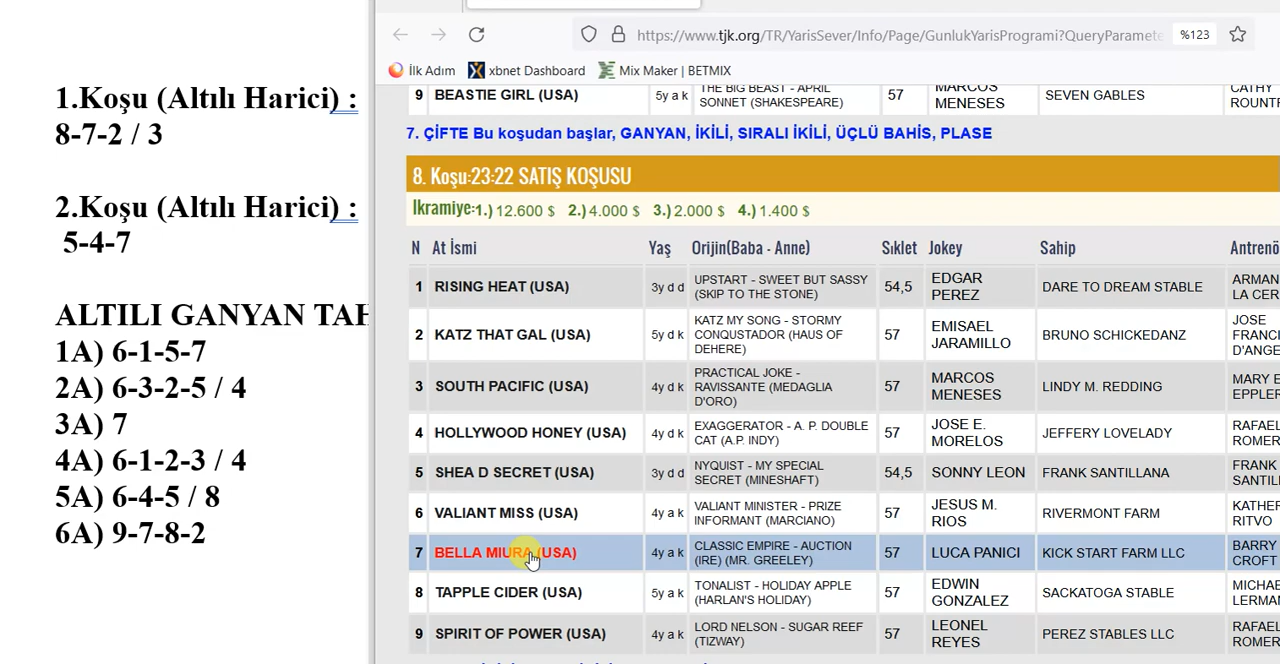 1.Koşu (Altılı Harici) :
8-7-2 / 3
2.Koşu (Altılı Harici) :
5-4-7
ALTILI GANYAN TAH
1A) 6-1-5-7
2A) 6-3-2-5 / 4
3A) 7
4A) 6-1-2-3 / 4
5A) 6-4-5 / 8
6A) 9-7-8-2
https://www.tjk.org/TR/YarisSever/Info/Page/GunlukYarisProgrami?QueryParamete %123
İlk Adım xbnet Dashboard Mix Maker | BETMIX
9 BEASTIE GIRL (USA) 5y a k THE BIG BEAST - APRIL SONNET (SHAKESPEARE) 57 MARCOS MENESES SEVEN GABLES CATHY ROUNT
7. ÇİFTE Bu koşudan başlar, GANYAN, İKİLİ, SIRALI İKİLİ, ÜÇLÜ BAHİS, PLASE
8. Koşu:23:22 SATIŞ KOŞUSU
Ikramiye:1.) 12.600 $ 2.) 4.000 $ 3.) 2.000 $ 4.) 1.400 $
N At İsmi Yaş Orijin(Baba - Anne) Sıklet Jokey Sahip Antrenö
1 RISING HEAT (USA) 3y d d UPSTART - SWEET BUT SASSY (SKIP TO THE STONE) 54,5 EDGAR PEREZ DARE TO DREAM STABLE ARMAN LA CER
2 KATZ THAT GAL (USA) 5y d k KATZ MY SONG - STORMY CONQUSTADOR (HAUS OF DEHERE) 57 EMISAEL JARAMILLO BRUNO SCHICKEDANZ JOSE FRANCI D'ANGE
3 SOUTH PACIFIC (USA) 4y d k PRACTICAL JOKE - RAVISSANTE (MEDAGLIA D'ORO) 57 MARCOS MENESES LINDY M. REDDING MARY E EPPLER
4 HOLLYWOOD HONEY (USA) 4y d k EXAGGERATOR - A. P. DOUBLE CAT (A.P. INDY) 57 JOSE E. MORELOS JEFFERY LOVELADY RAFAEL ROMER
5 SHEA D SECRET (USA) 3y d d NYQUIST - MY SPECIAL SECRET (MINESHAFT) 54,5 SONNY LEON FRANK SANTILLANA FRANK SANTIL
6 VALIANT MISS (USA) 4y a k VALIANT MINISTER - PRIZE INFORMANT (MARCIANO) 57 JESUS M. RIOS RIVERMONT FARM KATHER RITVO
7 BELLA MIURA (USA) 4y a k CLASSIC EMPIRE - AUCTION (IRE) (MR. GREELEY) 57 LUCA PANICI KICK START FARM LLC BARRY CROFT
8 TAPPLE CIDER (USA) 5y a k TONALIST - HOLIDAY APPLE (HARLAN'S HOLIDAY) 57 EDWIN GONZALEZ SACKATOGA STABLE MICHAE LERMAN
9 SPIRIT OF POWER (USA) 4y a k LORD NELSON - SUGAR REEF (TIZWAY) 57 LEONEL REYES PEREZ STABLES LLC RAFAEL ROMER